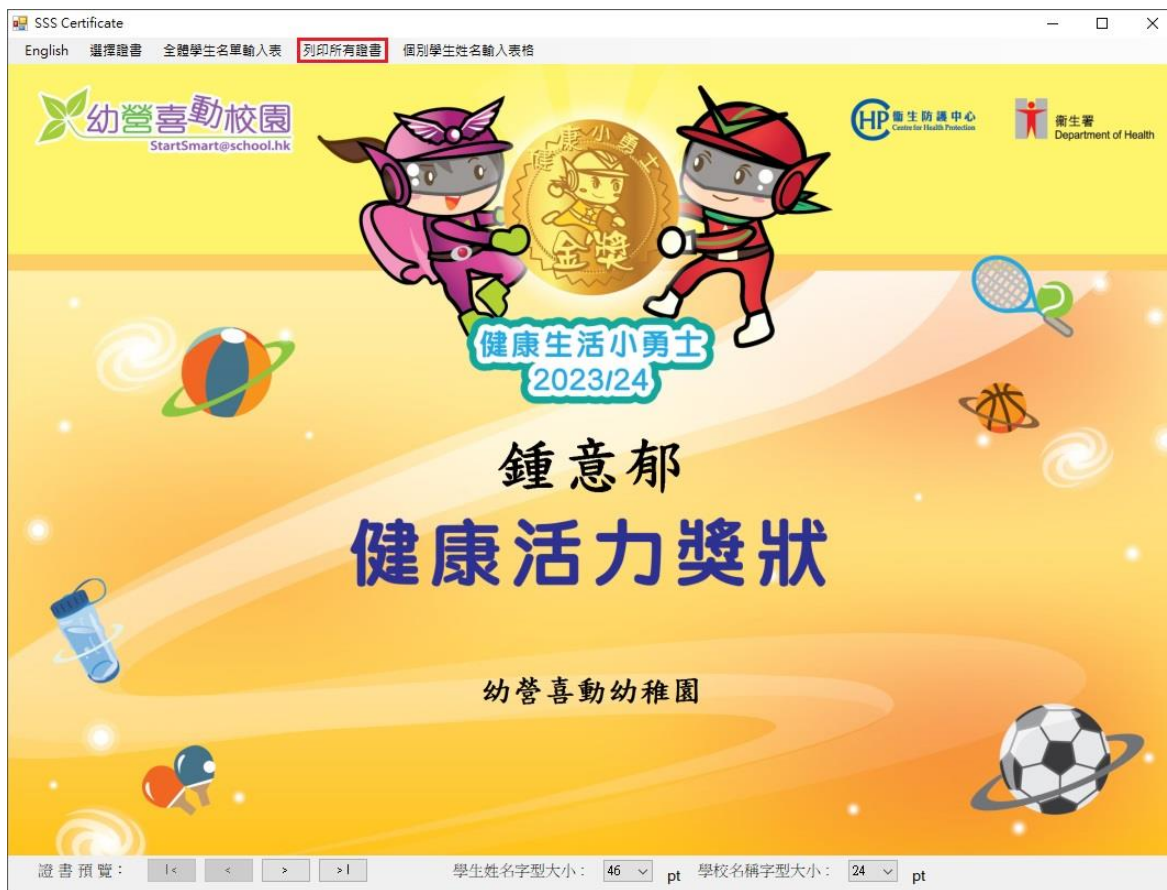 SSS Certificate
English 選擇證書 全體學生名單輸入表 列印所有證書 個別學生姓名輸入表格
幼營喜動校園
StartSmart@school.hk
CHP 衞生防護中心
Centre for Health Protection
衞生署
Department of Health
健康小勇士
金獎
健康生活小勇士
2023/24
鍾意郁
健康活力獎狀
幼營喜動幼稚園
證書預覽： |< < > >| 學生姓名字型大小： 46 pt 學校名稱字型大小： 24 pt